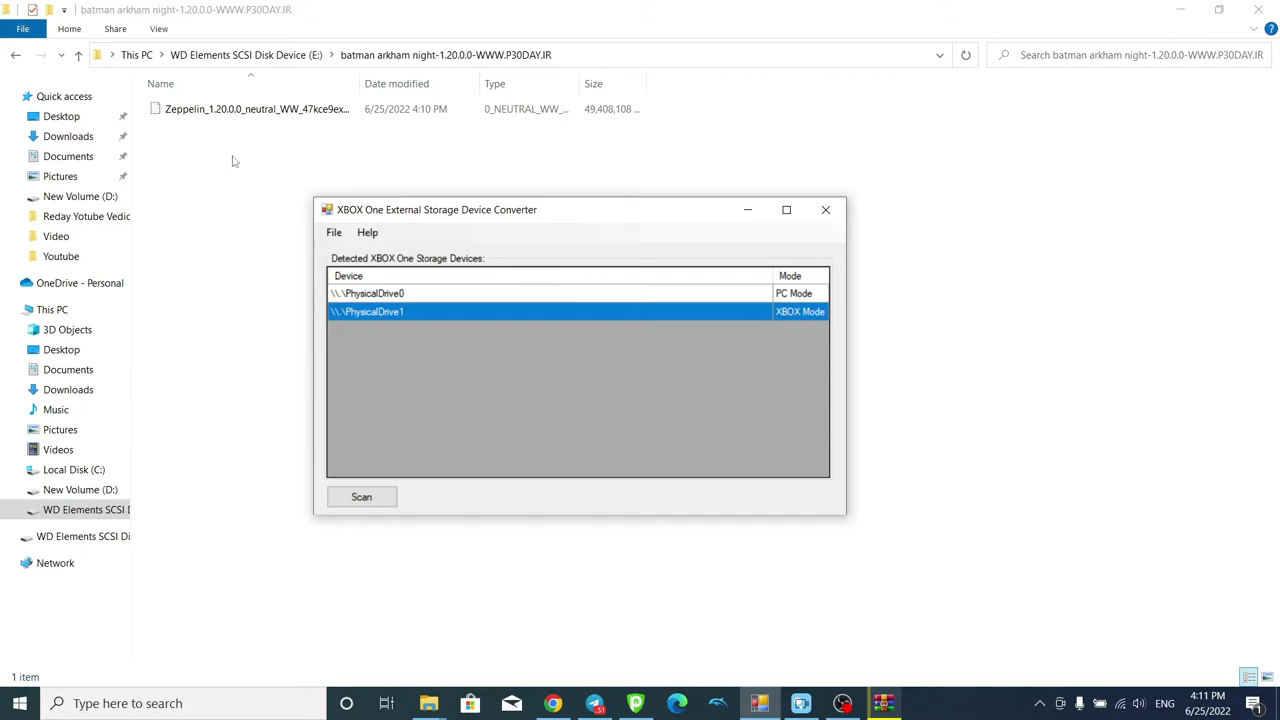 batman arkham night-1.20.0.0-WWW.P30DAY.IR
File Home Share View
This PC WD Elements SCSI Disk Device (E:) batman arkham night-1.20.0.0-WWW.P30DAY.IR Search batman arkham night-1.20.0.0-WWW.P30DAY.IR
Name Date modified Type Size
Zeppelin_1.20.0.0_neutral_WW_47kce9ex... 6/25/2022 4:10 PM 0_NEUTRAL_WW_... 49,408,108 ...
Quick access
Desktop
Downloads
Documents
Pictures
New Volume (D:)
Reday Yotube Vedic
Video
Youtube
OneDrive - Personal
This PC
3D Objects
Desktop
Documents
Downloads
Music
Pictures
Videos
Local Disk (C:)
New Volume (D:)
WD Elements SCSI D
WD Elements SCSI Di
Network
XBOX One External Storage Device Converter
File Help
Detected XBOX One Storage Devices:
Device Mode
\\.\PhysicalDrive0 PC Mode
\\.\PhysicalDrive1 XBOX Mode
Scan
1 item
Type here to search
51
ENG
4:11 PM
6/25/2022
1